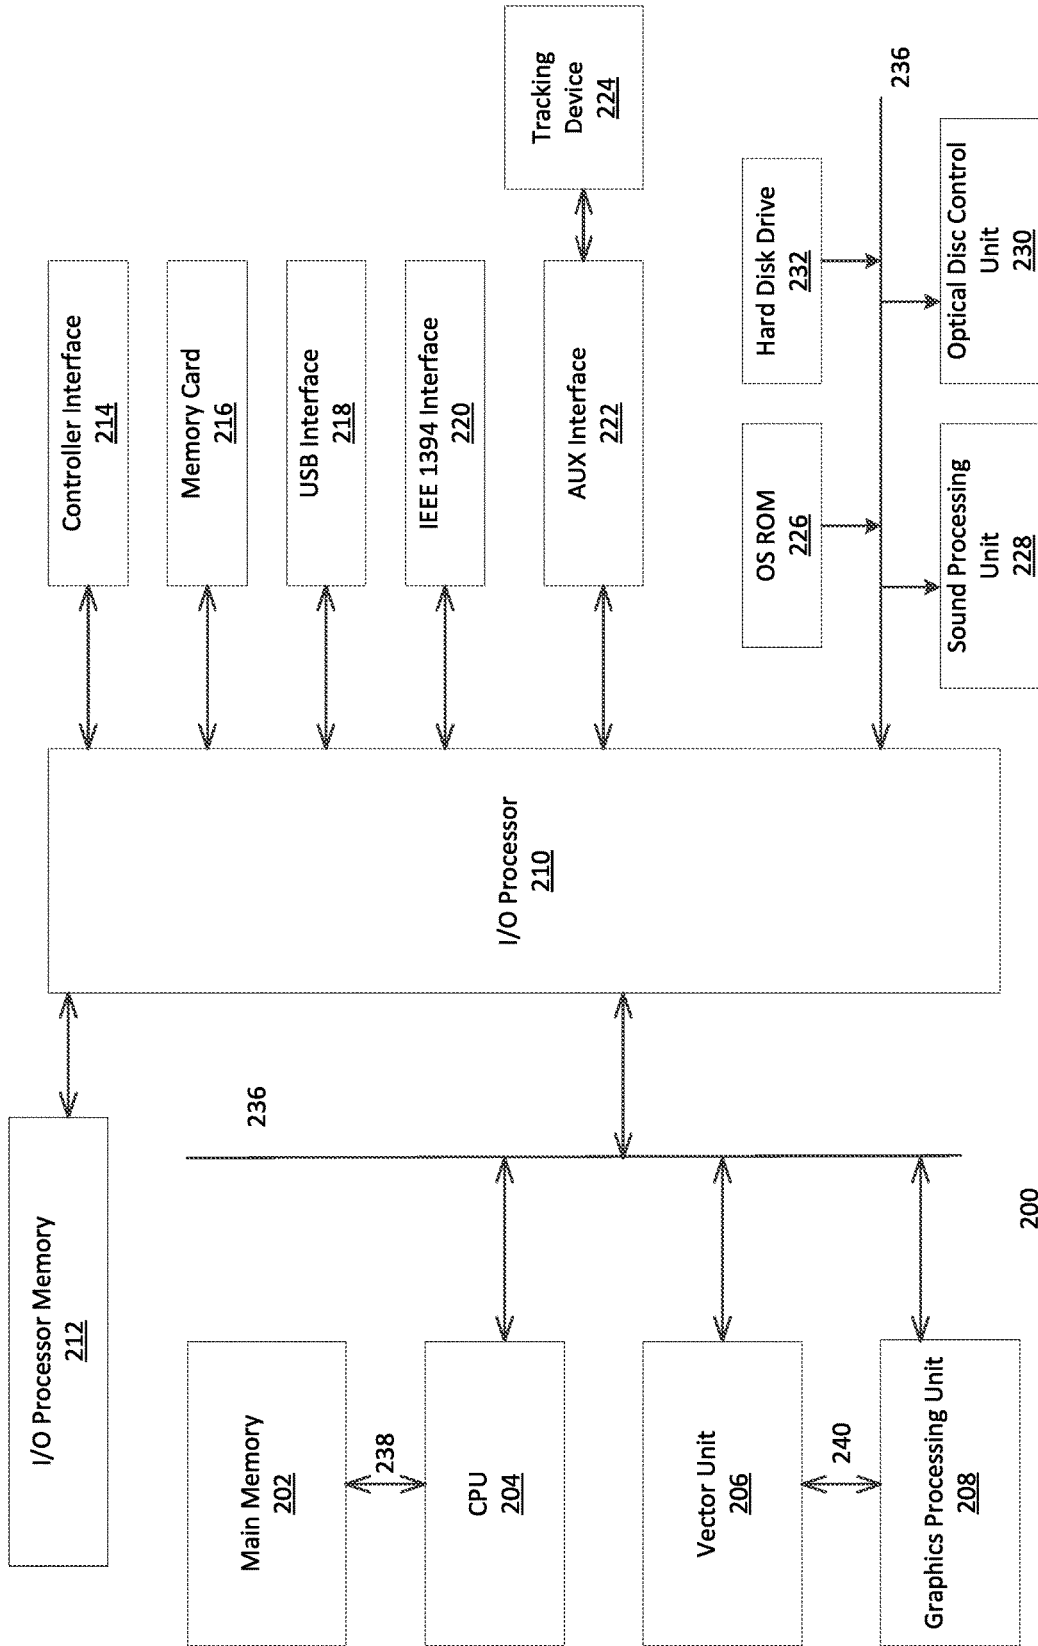 I/O Processor Memory
212
Main Memory
202
238
CPU
204
Vector Unit
206
240
Graphics Processing Unit
208
200
236
I/O Processor
210
Controller Interface
214
Memory Card
216
USB Interface
218
IEEE 1394 Interface
220
AUX Interface
222
Tracking
Device
224
OS ROM
226
Hard Disk Drive
232
236
Sound Processing
Unit
228
Optical Disc Control
Unit
230